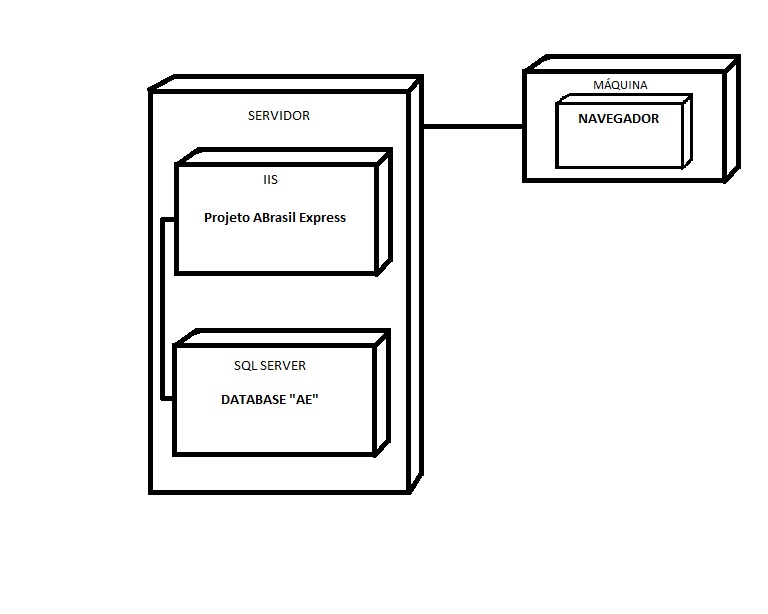 SERVIDOR
IIS
Projeto ABrasil Express
SQL SERVER
DATABASE "AE"
MÁQUINA
NAVEGADOR